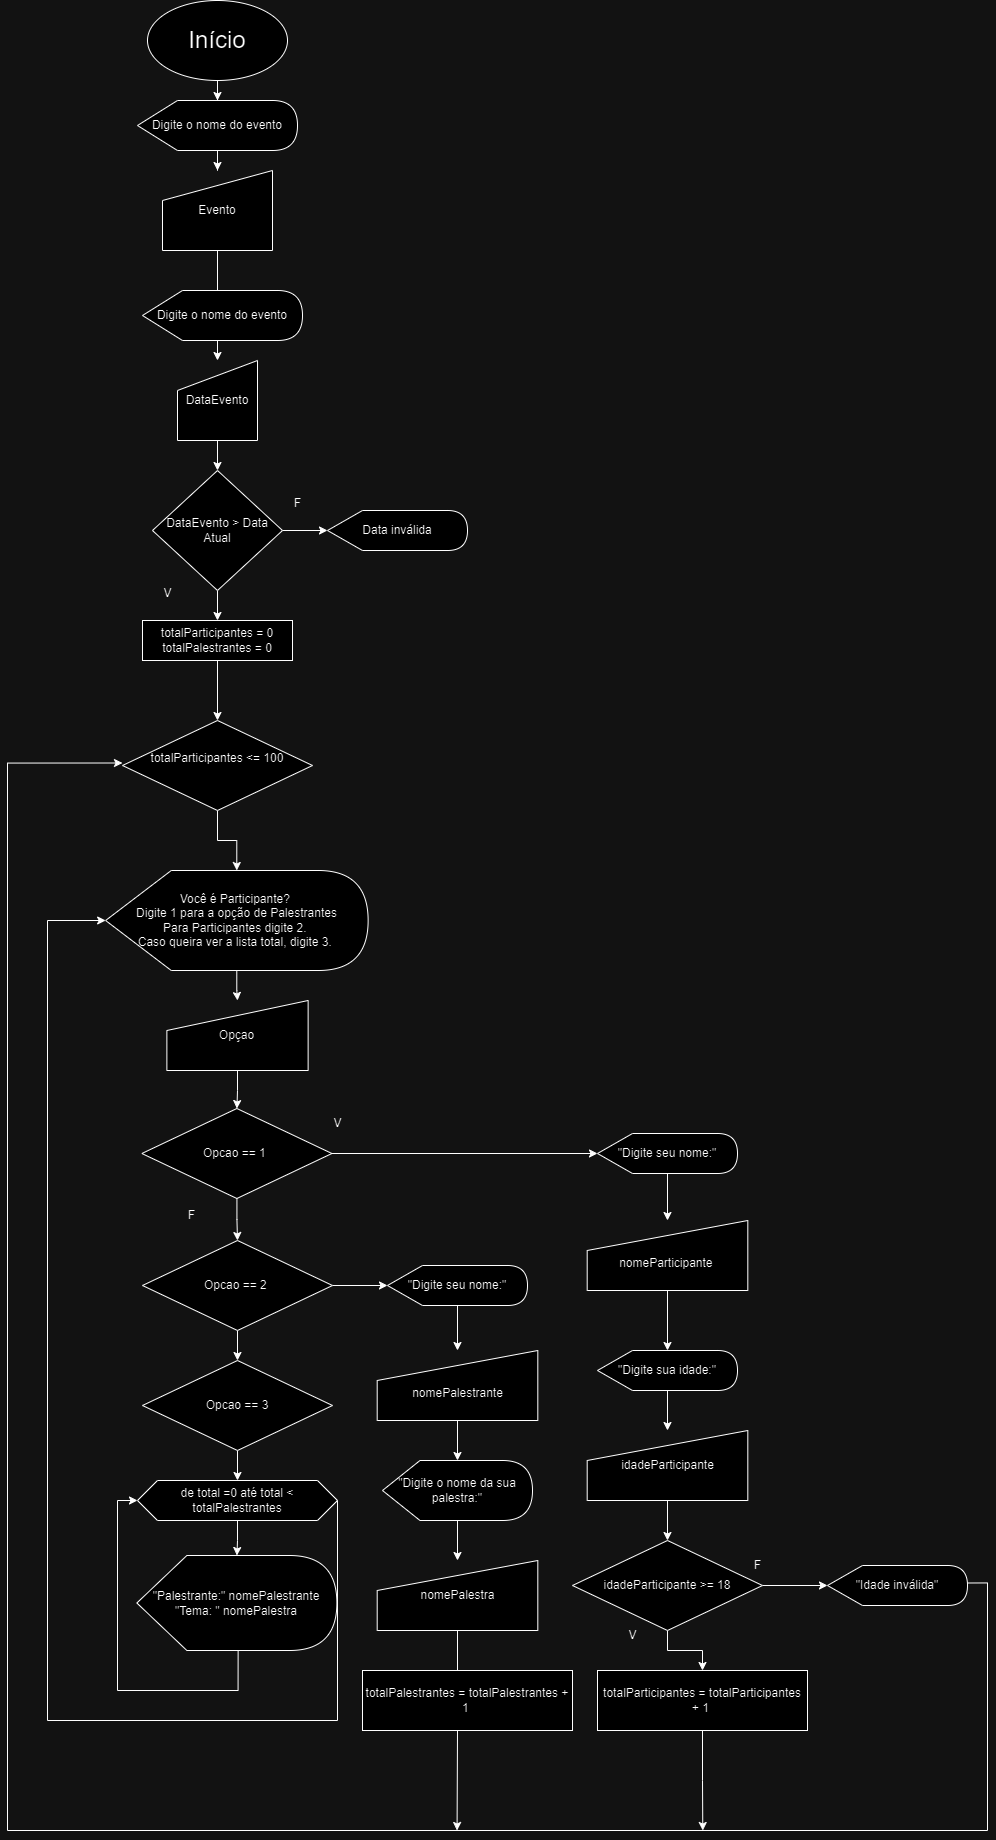 Início
Digite o nome do evento
Evento
Digite o nome do evento
DataEvento
DataEvento > Data
Atual
F
Data inválida
V
totalParticipantes = 0
totalPalestrantes = 0
totalParticipantes <= 100
Você é Participante?
Digite 1 para a opção de Palestrantes
Para Participantes digite 2.
Caso queira ver a lista total, digite 3.
Opçao
Opcao == 1
V
"Digite seu nome:"
F
nomeParticipante
Opcao == 2
"Digite seu nome:"
"Digite sua idade:"
nomePalestrante
Opcao == 3
idadeParticipante
"Digite o nome da sua
palestra:"
de total =0 até total <
totalPalestrantes
idadeParticipante >= 18
F
"Idade inválida"
V
nomePalestra
"Palestrante:" nomePalestrante
"Tema: " nomePalestra
totalPalestrantes = totalPalestrantes +
1
totalParticipantes = totalParticipantes
+ 1